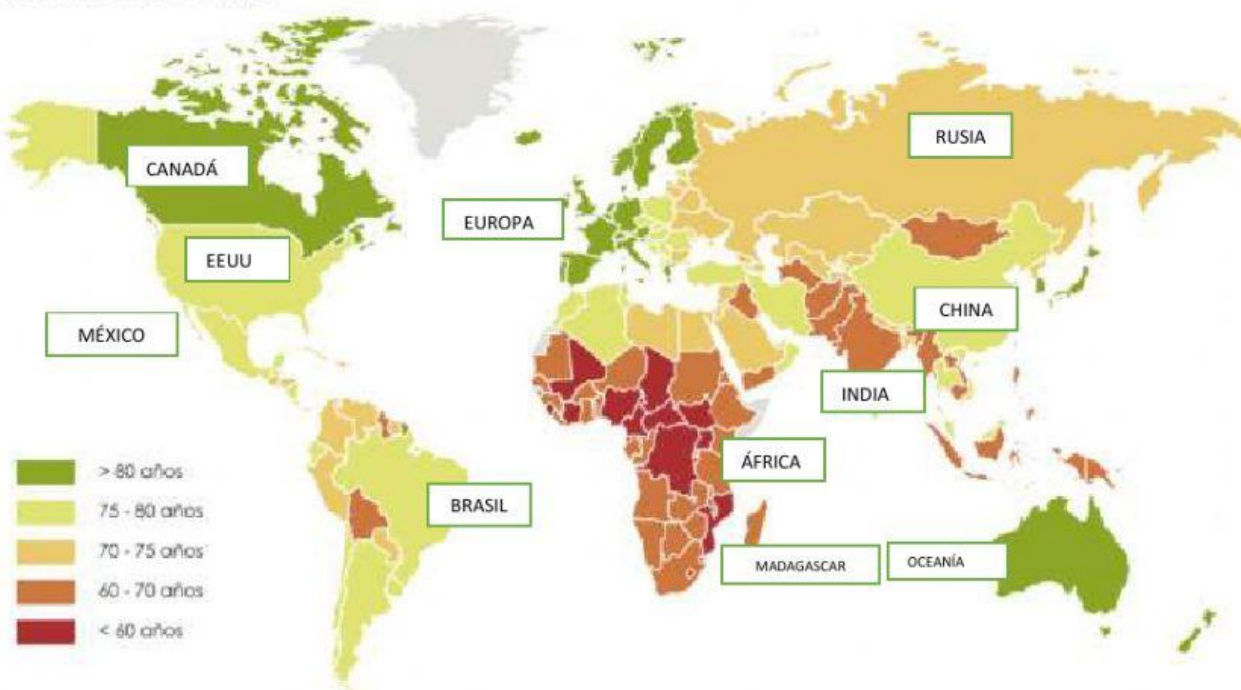 CANADÁ
RUSIA
EUROPA
EEUU
MÉXICO
CHINA
INDIA
ÁFRICA
BRASIL
MADAGASCAR
OCEANÍA
> 80 años
75 - 80 años
70 - 75 años
60 - 70 años
< 60 años